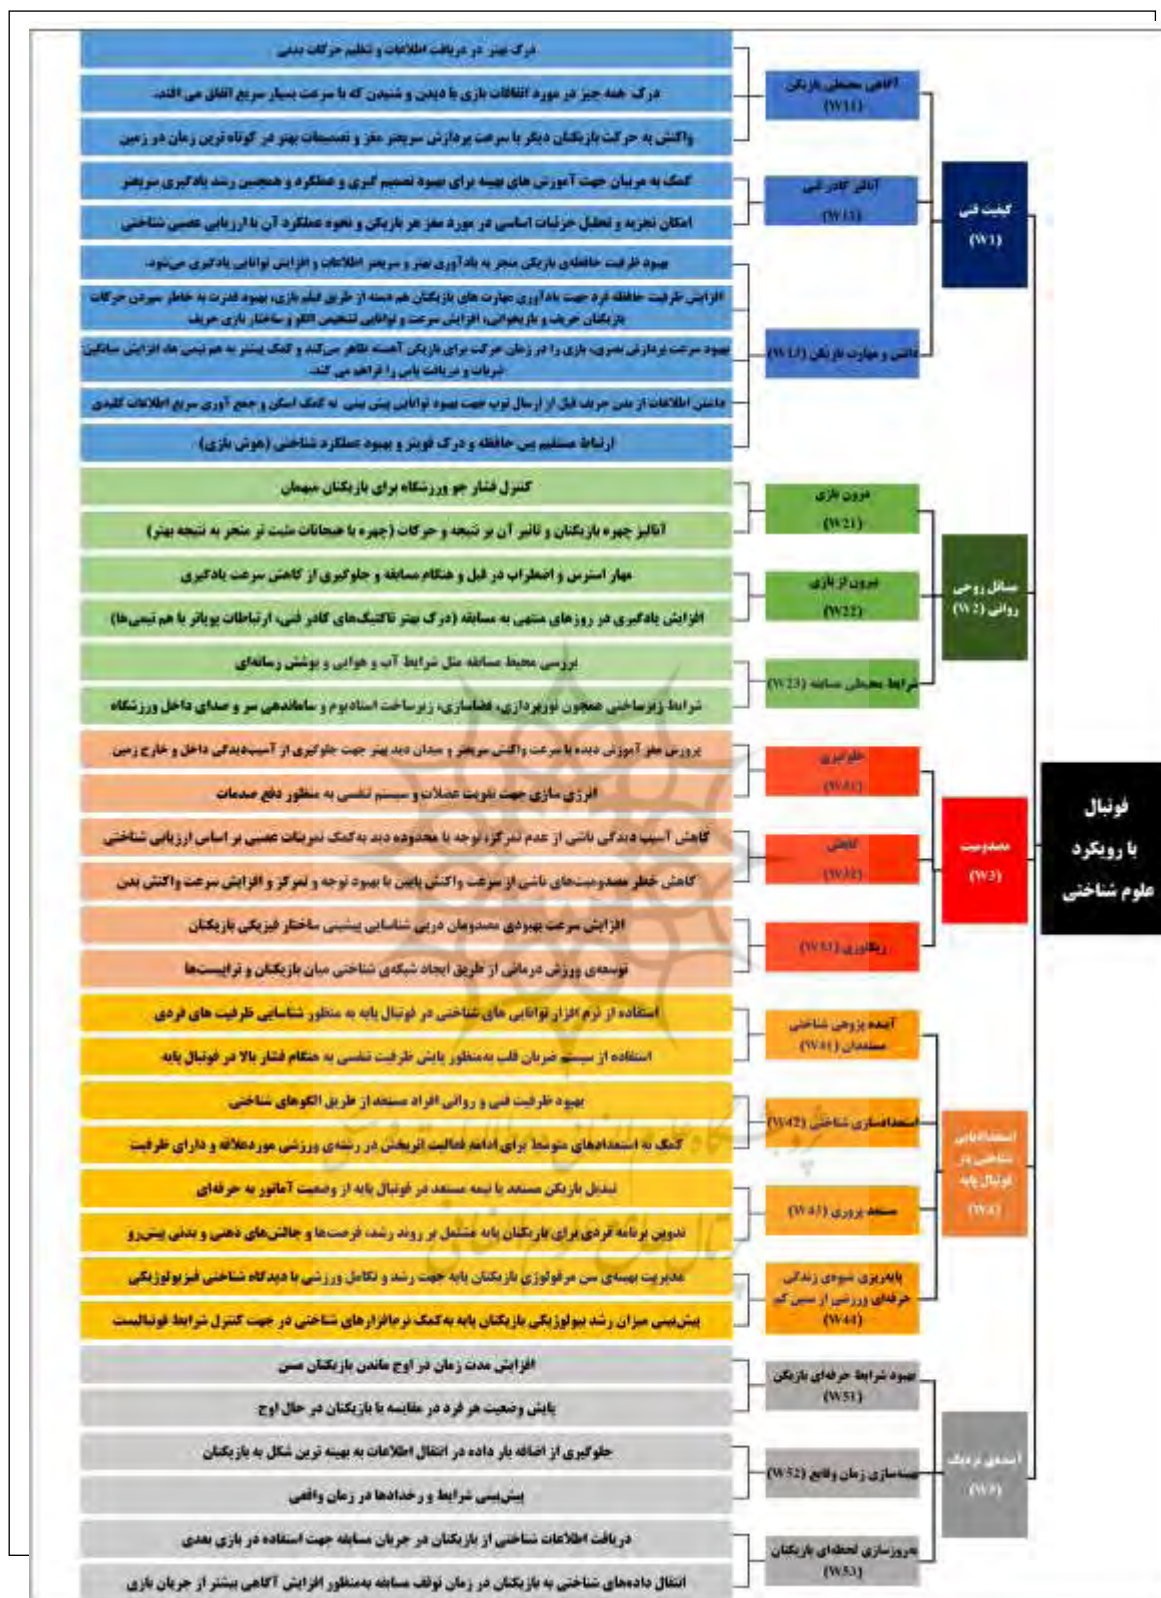 فوتبال
با رویکرد
علوم شناختی
کیفیت فنی
(W1)
آگاهی محیطی بازیکن
(W11)
درک بهتر در دریافت اطلاعات و تنظیم حرکات بدنی
درک همه چیز در مورد اتفاقات بازی با دیدن و شنیدن که با سرعت بسیار سریع اتفاق می افتد.
واکنش به حرکت بازیکنان دیگر با سرعت پردازش سریعتر مغز و تصمیمات بهتر در کوتاه ترین زمان در زمین
آنالیز کادر فنی
کمک به مربیان جهت آموزش های بهینه برای بهبود تصمیم گیری و عملکرد و همچنین رشد یادگیری سریعتر
امکان تجزیه و تحلیل جزئیات اساسی در مورد مغز هر بازیکن و نحوه عملکرد آن با ارزیابی عصبی شناختی
دانش و مهارت بازیکن (W13)
بهبود ظرفیت حافظه‌ی بازیکن منجر به یادآوری بهتر و سریعتر اطلاعات و افزایش توانایی یادگیری می‌شود.
افزایش ظرفیت حافظه فرد جهت یادآوری مهارت های بازیکنان هم دسته از طریق فیلم بازی، بهبود قدرت به خاطر سپردن حرکات
بازیکنان حریف و بازیخوانی، افزایش سرعت و توانایی تشخیص الگو و ساختار بازی حریف
بهبود سرعت پردازش بصری، بازی را در زمان حرکت برای بازیکن آهسته ظاهر می‌کند و کمک بیشتر به هم تیمی ها، افزایش میانگین
ضربات و دریافت پاس را فراهم می کند.
داشتن اطلاعات از بدن حریف قبل از ارسال توپ جهت بهبود توانایی پیش بینی به کمک اسکن و جمع آوری سریع اطلاعات کلیدی
ارتباط مستقیم بین حافظه و درک قویتر و بهبود عملکرد شناختی (هوش بازی)
مسائل روحی
روانی (W2)
درون بازی
(W21)
کنترل فشار جو ورزشگاه برای بازیکنان میهمان
آنالیز چهره بازیکنان و تاثیر آن بر نتیجه و حرکات (چهره با هیجانات مثبت تر منجر به نتیجه بهتر)
بیرون از بازی
(W22)
مهار استرس و اضطراب در قبل و هنگام مسابقه و جلوگیری از کاهش سرعت یادگیری
افزایش یادگیری در روزهای منتهی به مسابقه (درک بهتر تاکتیک‌های کادر فنی، ارتباطات پویاتر با هم تیمی‌ها)
شرایط محیطی مسابقه (W23)
بررسی محیط مسابقه مثل شرایط آب و هوایی و پوشش رسانه‌ای
شرایط زیرساختی همچون نورپردازی، فضاسازی، زیرساخت استادیوم و ساماندهی سر و صدای داخل ورزشگاه
مصدومیت
(W3)
جلوگیری
(W31)
پرورش مغز آموزش دیده با سرعت واکنش سریعتر و میدان دید بهتر جهت جلوگیری از آسیب‌دیدگی داخل و خارج زمین
انرژی سازی جهت تقویت عضلات و سیستم تنفسی به منظور دفع صدمات
کاهش
(W32)
کاهش آسیب دیدگی ناشی از عدم تمرکز، توجه یا محدوده دید به‌کمک تمرینات عصبی بر اساس ارزیابی شناختی
کاهش خطر مصدومیت‌های ناشی از سرعت واکنش پایین با بهبود توجه و تمرکز و افزایش سرعت واکنش بدن
ریکاوری (W33)
افزایش سرعت بهبودی مصدومان درپی شناسایی پیشینی ساختار فیزیکی بازیکنان
توسعه‌ی ورزش درمانی از طریق ایجاد شبکه‌ی شناختی میان بازیکنان و تراپیست‌ها
استعدادیابی
شناختی در
فوتبال پایه
(W4)
آینده پژوهی شناختی
مستعدان (W41)
استفاده از نرم افزار توانایی های شناختی در فوتبال پایه به منظور شناسایی ظرفیت های فردی
استفاده از سیستم ضربان قلب به‌منظور پایش ظرفیت تنفسی به هنگام فشار بالا در فوتبال پایه
استعدادسازی شناختی (W42)
بهبود ظرفیت فنی و روانی افراد مستعد از طریق الگوهای شناختی
کمک به استعدادهای متوسط برای ادامه فعالیت اثربخش در رشته‌ی ورزشی موردعلاقه و دارای ظرفیت
مستعد پروری (W43)
تبدیل بازیکن مستعد یا نیمه مستعد در فوتبال پایه از وضعیت آماتور به حرفه‌ای
تدوین برنامه فردی برای بازیکنان پایه مشتمل بر روند رشد، فرصت‌ها و چالش‌های ذهنی و بدنی پیش‌رو
پایه‌ریزی شیوه‌ی زندگی
حرفه‌ای ورزشی از سنین کم
(W44)
مدیریت بهینه‌ی سن مرفولوژی بازیکنان پایه جهت رشد و تکامل ورزشی با دیدگاه شناختی فیزیولوژیکی
پیش‌بینی میزان رشد بیولوژیکی بازیکنان پایه به‌کمک نرم‌افزارهای شناختی در جهت کنترل شرایط فوتبالیست
آینده‌ی نزدیک
(W5)
بهبود شرایط حرفه‌ای بازیکن
(W51)
افزایش مدت زمان در اوج ماندن بازیکنان مسن
پایش وضعیت هر فرد در مقایسه با بازیکنان در حال اوج
بهینه‌سازی زمان وقایع (W52)
جلوگیری از اضافه بار داده در انتقال اطلاعات به بهینه ترین شکل به بازیکنان
پیش‌بینی شرایط و رخدادها در زمان واقعی
به‌روزسازی لحظه‌ای بازیکنان
(W53)
دریافت اطلاعات شناختی از بازیکنان در جریان مسابقه جهت استفاده در بازی بعدی
انتقال داده‌های شناختی به بازیکنان در زمان توقف مسابقه به‌منظور افزایش آگاهی بیشتر از جریان بازی